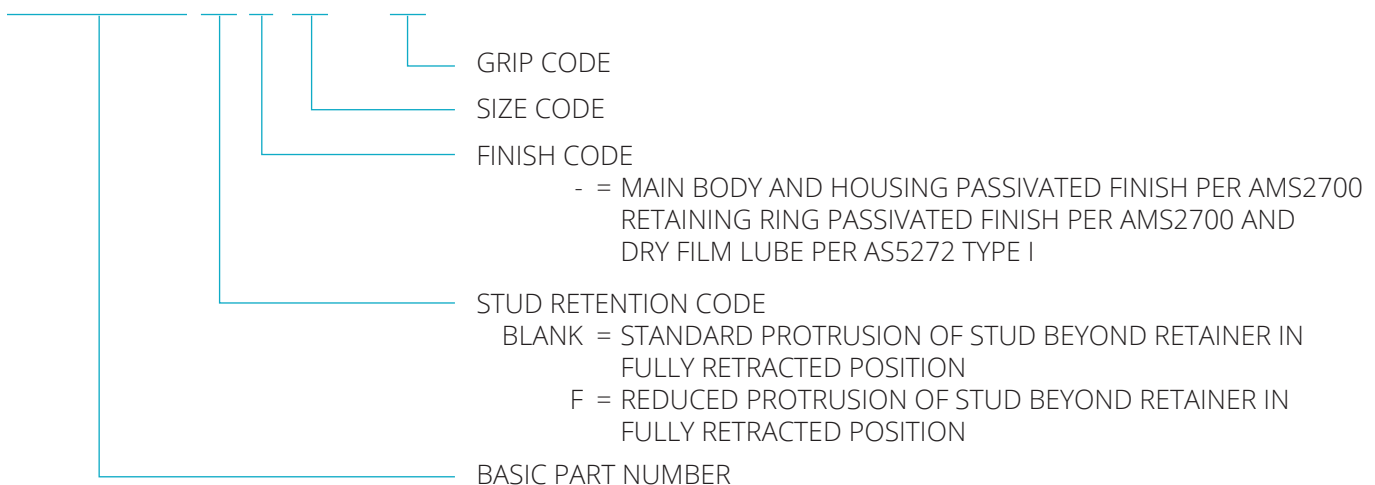 GRIP CODE
SIZE CODE
FINISH CODE
- = MAIN BODY AND HOUSING PASSIVATED FINISH PER AMS2700
RETAINING RING PASSIVATED FINISH PER AMS2700 AND
DRY FILM LUBE PER AS5272 TYPE I
STUD RETENTION CODE
BLANK = STANDARD PROTRUSION OF STUD BEYOND RETAINER IN
FULLY RETRACTED POSITION
F = REDUCED PROTRUSION OF STUD BEYOND RETAINER IN
FULLY RETRACTED POSITION
BASIC PART NUMBER